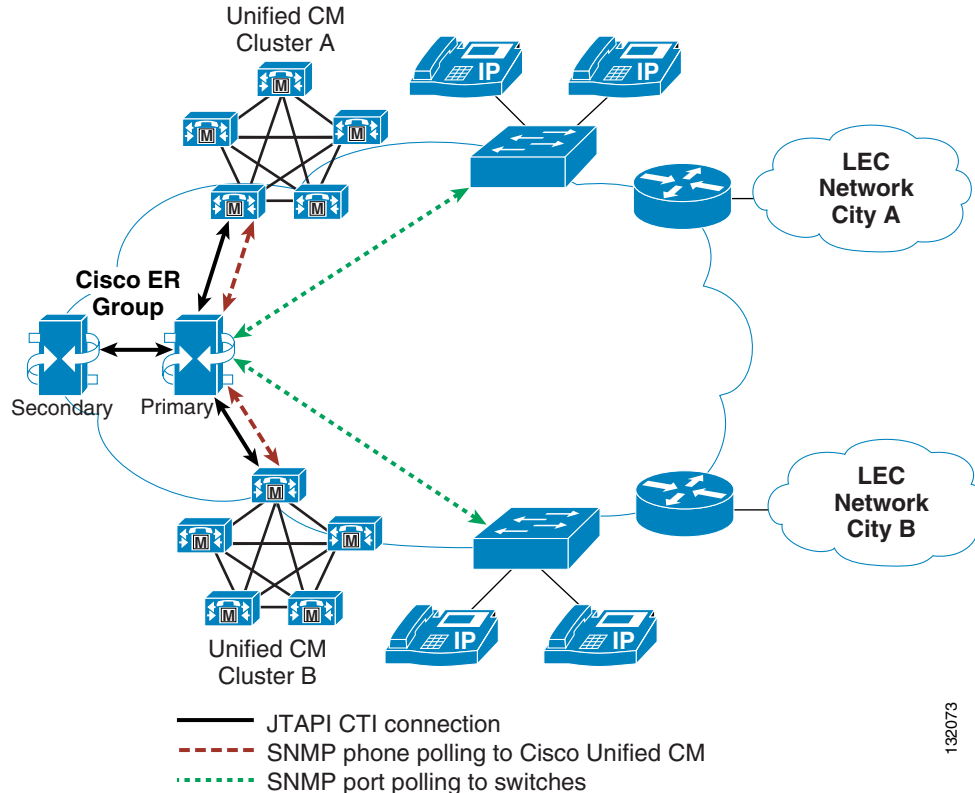 Unified CM
Cluster A
M
M
M
M
M
IP
IP
LEC
Network
City A
Cisco ER
Group
Secondary
Primary
LEC
Network
City B
M
M
M
M
M
IP
IP
Unified CM
Cluster B
JTAPI CTI connection
SNMP phone polling to Cisco Unified CM
SNMP port polling to switches
132073